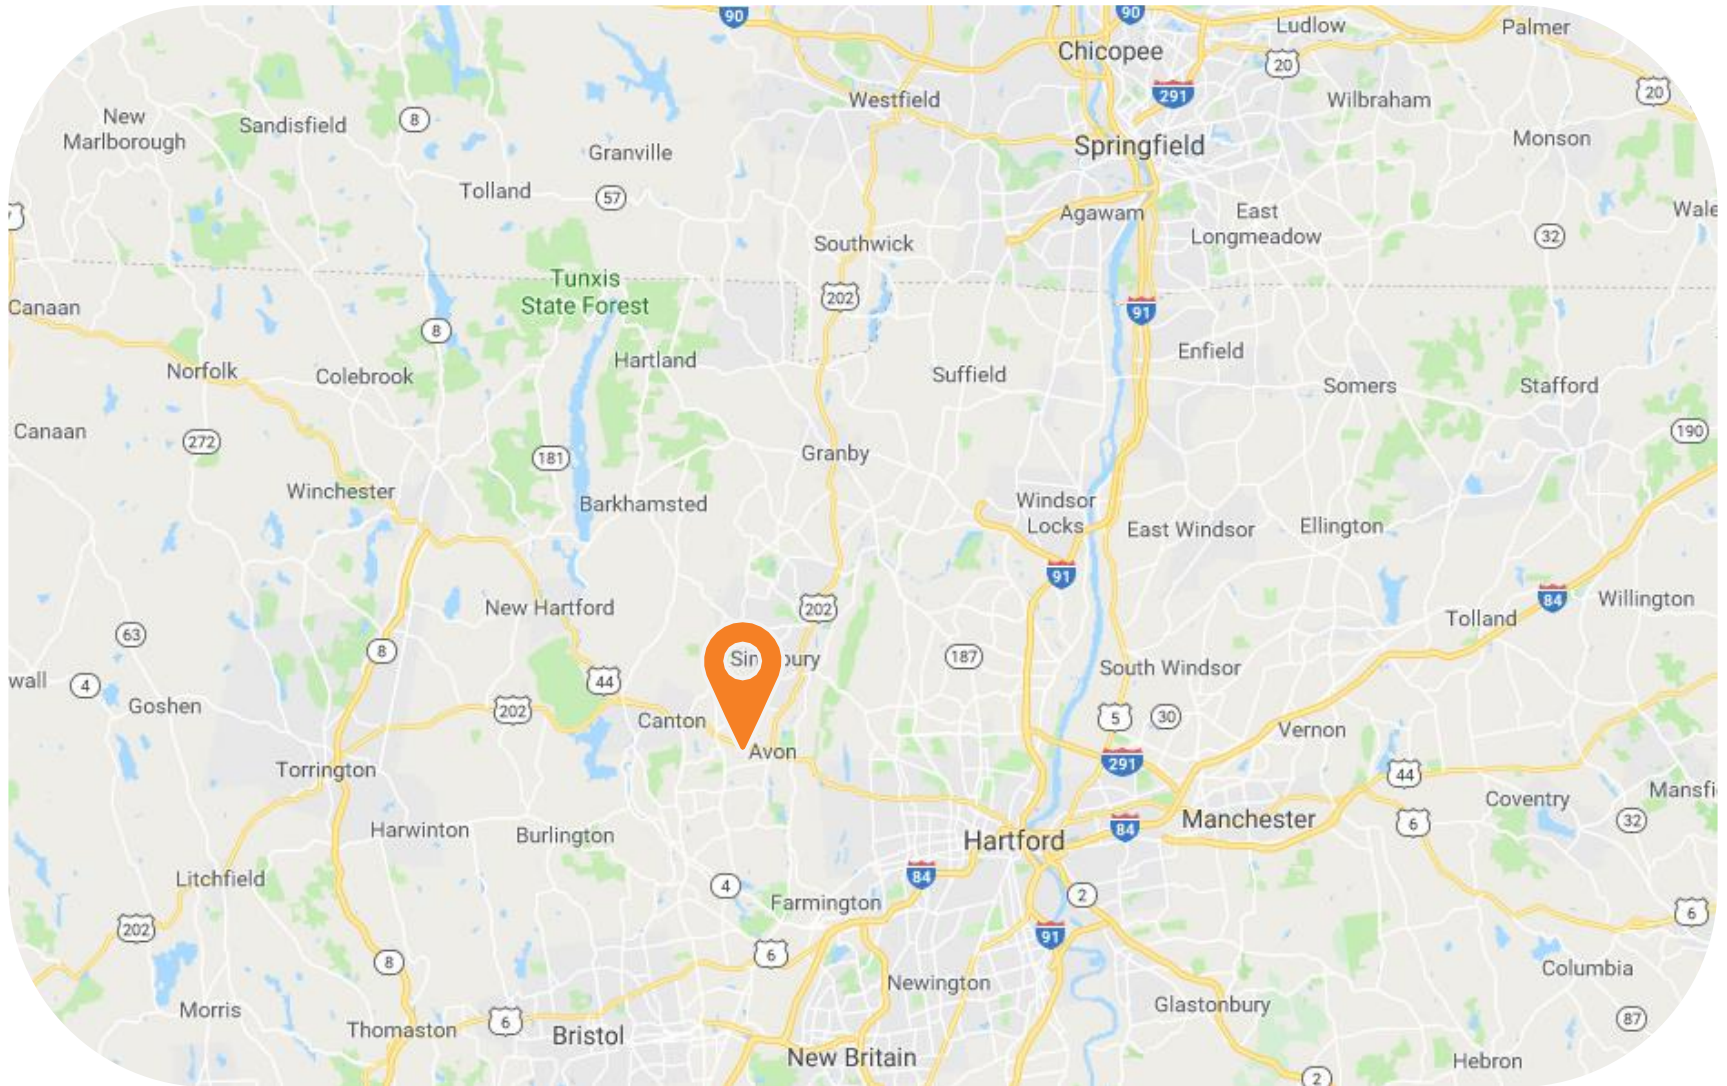 90
90
Ludlow
Palmer
Chicopee
20
20
291
Westfield
Wilbraham
New
Marlborough
Sandisfield
8
Springfield
Monson
Granville
Tolland
57
Agawam
East
Longmeadow
Wale
32
Southwick
Tunxis
State Forest
202
Canaan
91
8
Enfield
Hartland
Norfolk
Colebrook
Suffield
Somers
Stafford
Canaan
272
190
181
Granby
Winchester
Barkhamsted
Windsor
Locks
East Windsor
Ellington
91
84
Willington
New Hartford
202
Tolland
63
8
187
South Windsor
wall
4
44
Goshen
202
Canton
5
30
Vernon
Avon
291
44
Torrington
Mansfi
Coventry
Harwinton
Burlington
Hartford
84
Manchester
6
32
Litchfield
84
4
2
Farmington
6
202
91
6
8
Newington
Columbia
Morris
Glastonbury
87
Thomaston
6
Bristol
New Britain
Hebron
2